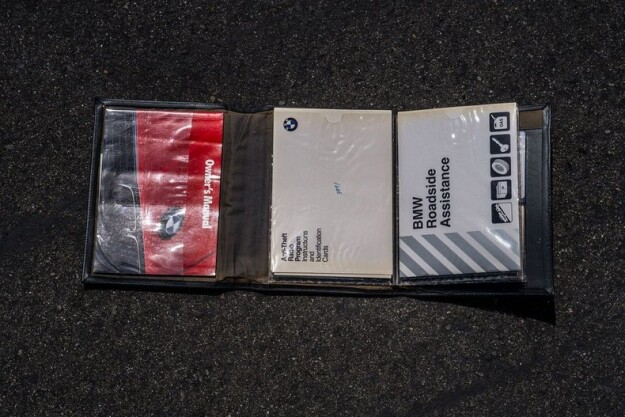 Owner's Manual
Anti-Theft
Radio
Program
Instructions
and
Identification
Cards
BMW
Roadside
Assistance